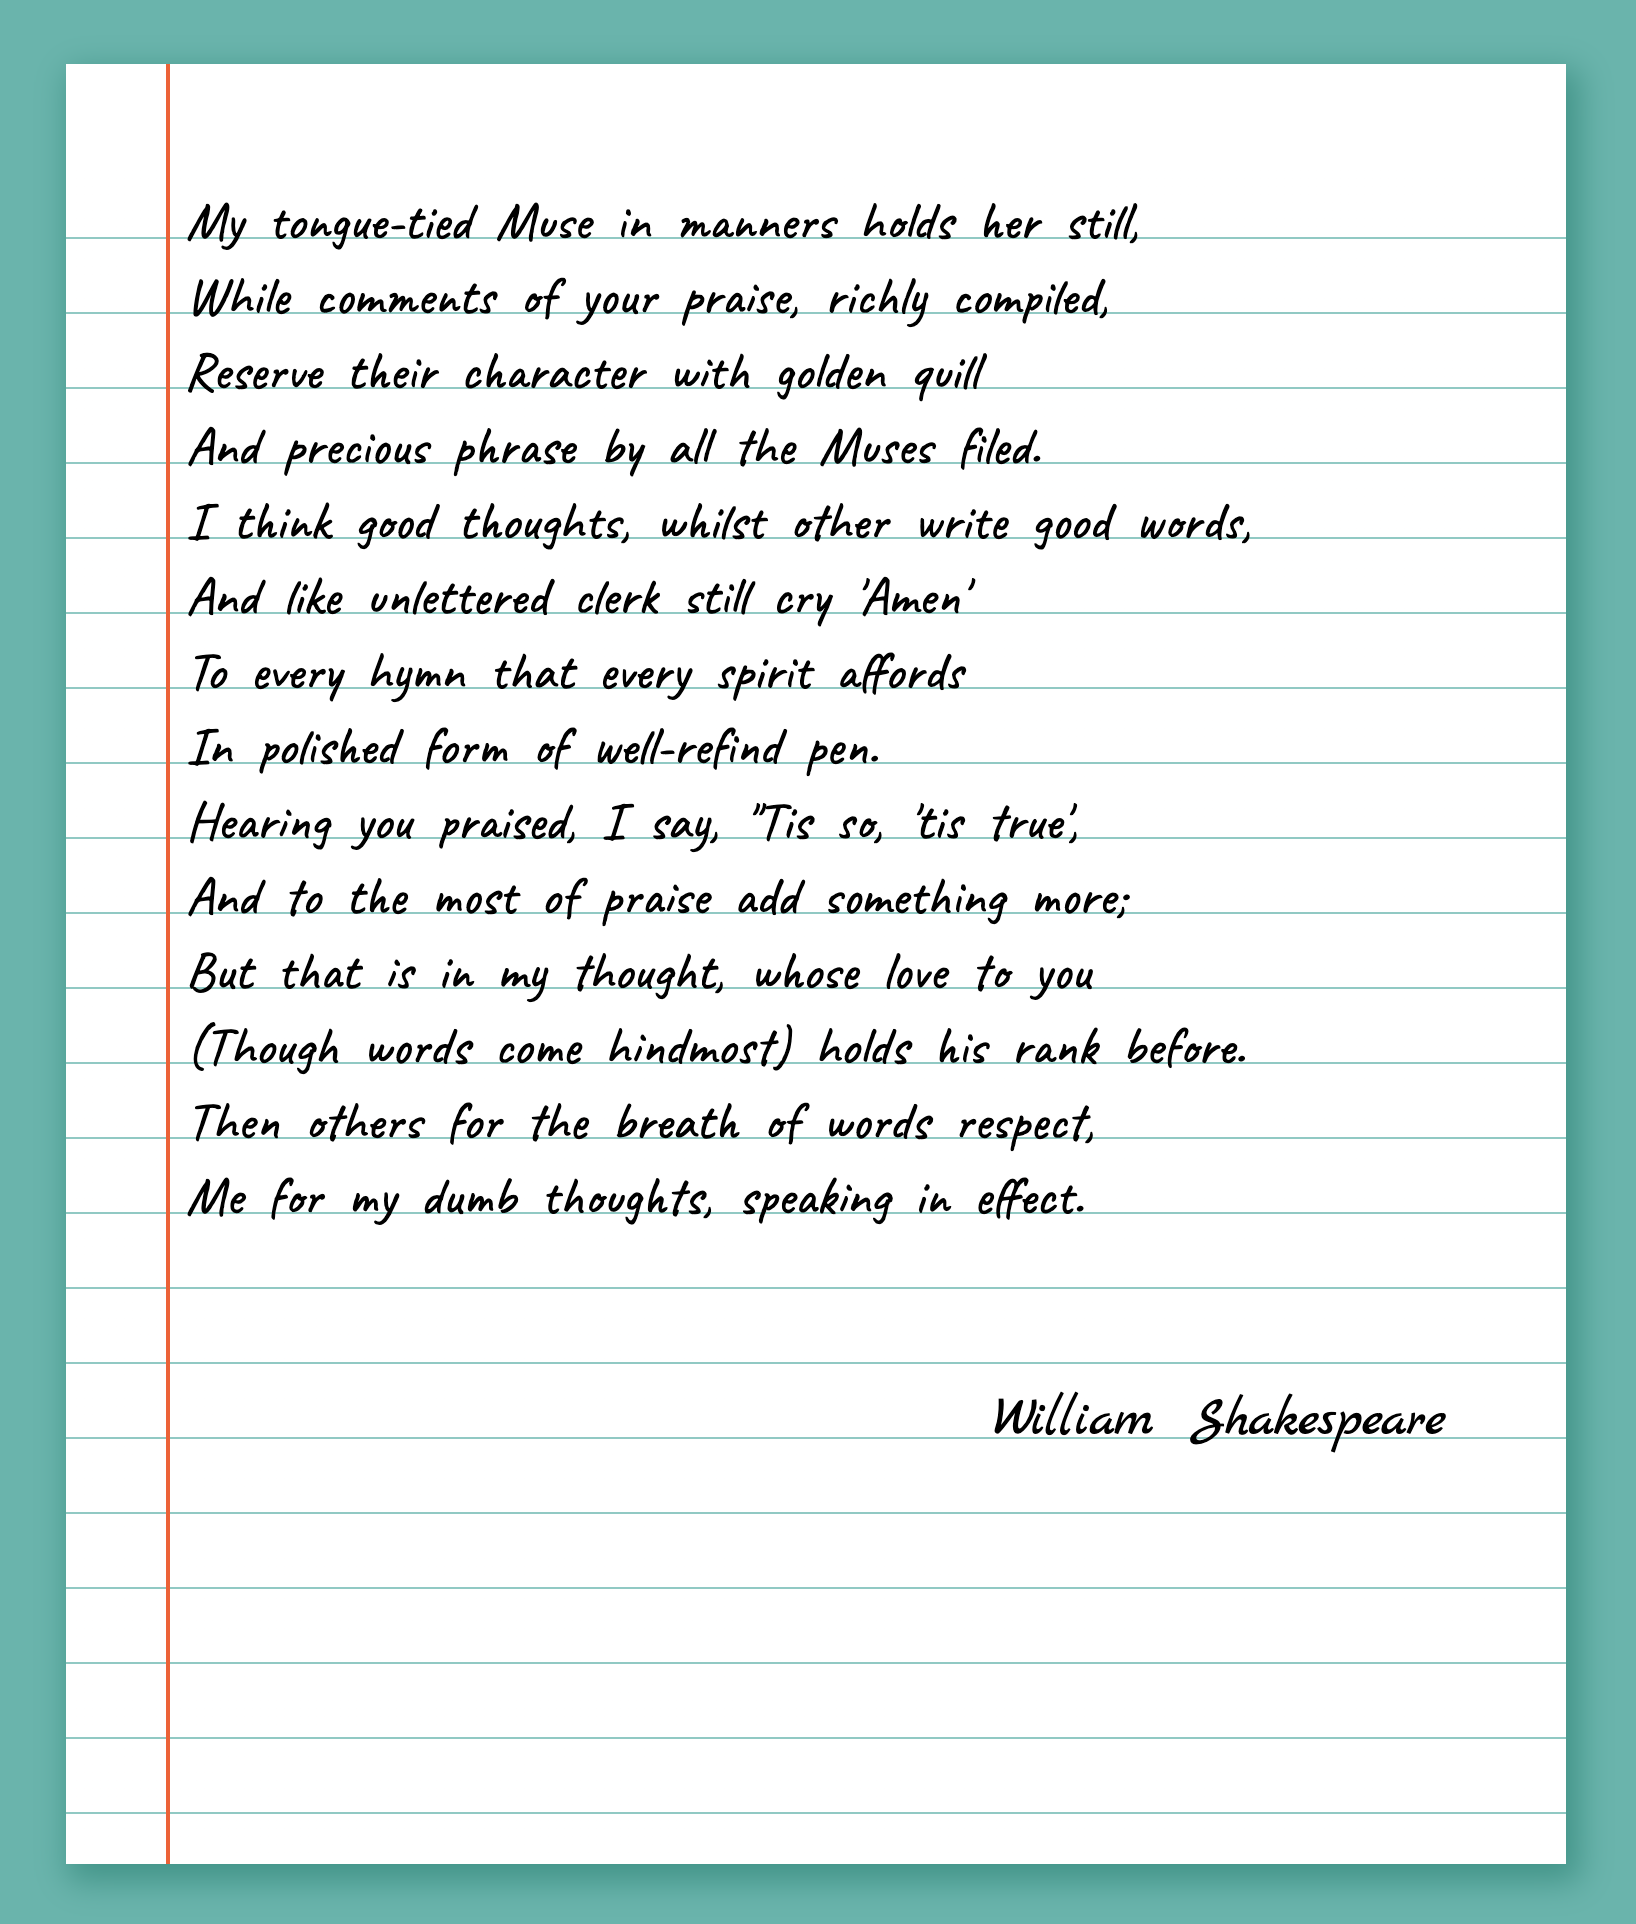 My tongue-tied Muse in manners holds her still,
While comments of your praise, richly compiled,
Reserve their character with golden quill
And precious phrase by all the Muses filed.
I think good thoughts, whilst other write good words,
And like unlettered clerk still cry 'Amen'
To every hymn that every spirit affords
In polished form of well-refind pen.
Hearing you praised, I say, ''Tis so, 'tis true',
And to the most of praise add something more;
But that is in my thought, whose love to you
(Though words come hindmost) holds his rank before.
Then others for the breath of words respect,
Me for my dumb thoughts, speaking in effect.
William Shakespeare